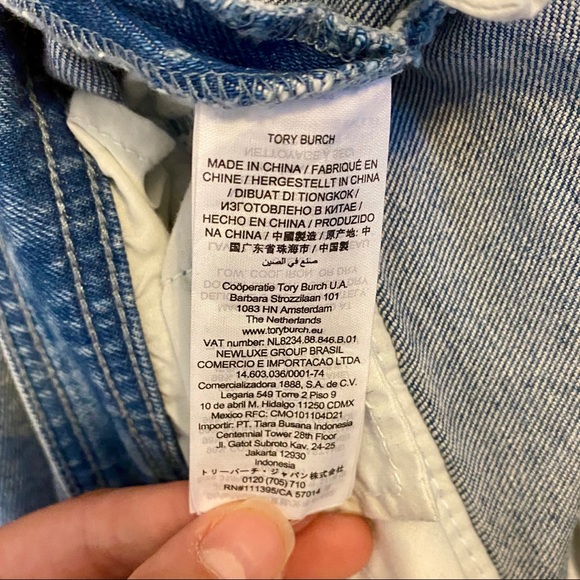 TORY BURCH
MADE IN CHINA / FABRIQUÉ EN
CHINE / HERGESTELLT IN CHINA
/ DIBUAT DI TIONGKOK /
ИЗГОТОВЛЕНО В КИТАЕ /
HECHO EN CHINA / PRODUZIDO
NA CHINA / 中國製造 / 原产地: 中
国广东省珠海市 / 中国製 /
صنع في الصين
Coöperatie Tory Burch U.A.
Barbara Strozzilaan 101
1083 HN Amsterdam
The Netherlands
www.toryburch.eu
VAT number: NL8234.88.846.B.01
NEWLUXE GROUP BRASIL
COMERCIO E IMPORTACAO LTDA
14.603.036/0001-74
Comercializadora 1888, S.A. de C.V.
Legaria 549 Torre 2 Piso 9
10 de abril M. Hidalgo 11250 CDMX
Mexico RFC: CMO101104D21
Importir: PT. Tiara Busana Indonesia
Centennial Tower 28th Floor
Jl. Gatot Subroto Kav. 24-25
Jakarta 12930
Indonesia
トリーバーチ・ジャパン株式会社
0120 (705) 710
RN#111395/CA 57014